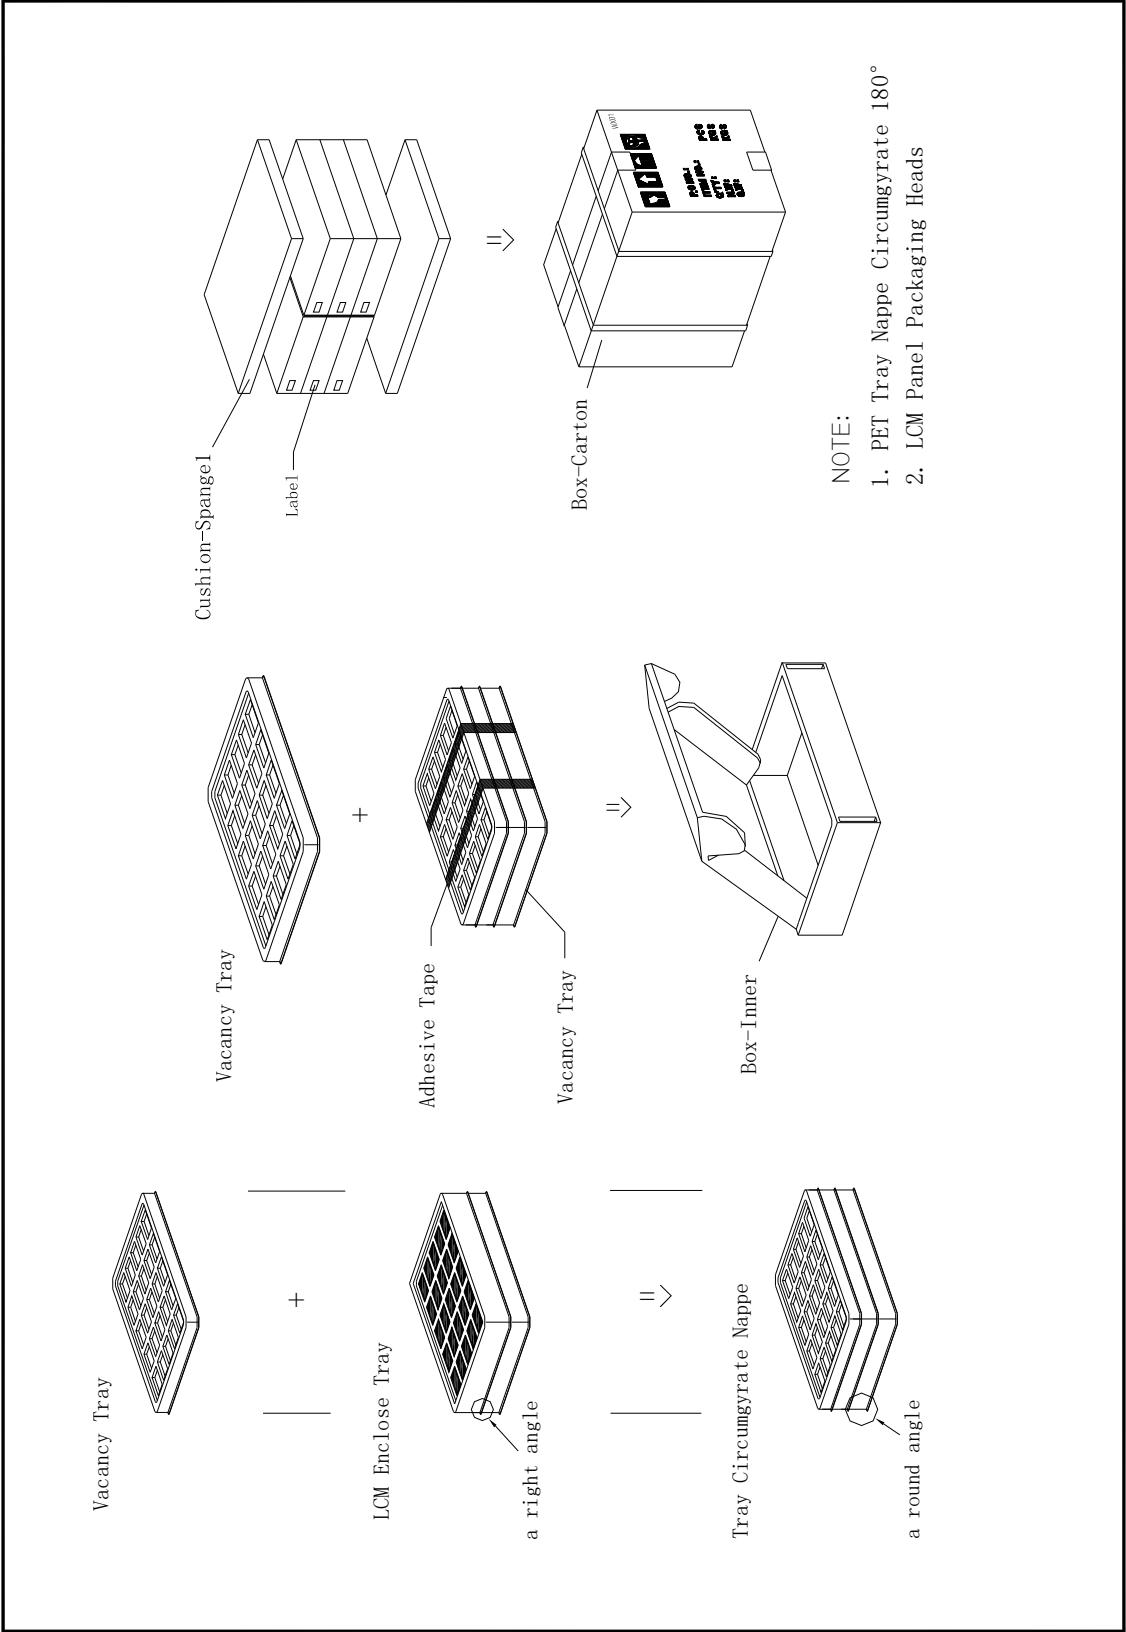 Vacancy Tray
+
LCM Enclose Tray
a right angle
Tray Circumgyrate Nappe
a round angle
Vacancy Tray
+
Adhesive Tape
Vacancy Tray
Box-Inner
Cushion-Spangel
Label
Box-Carton
NOTE:
1. PET Tray Nappe Circumgyrate 180°
2. LCM Panel Packaging Heads